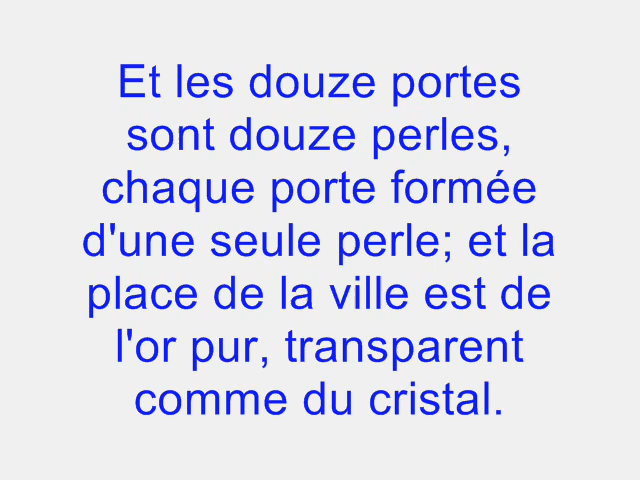 Et les douze portes
sont douze perles,
chaque porte formée
d'une seule perle; et la
place de la ville est de
l'or pur, transparent
comme du cristal.